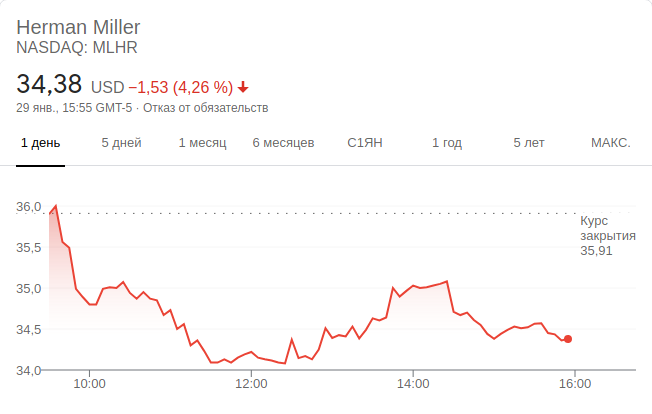 Herman Miller
NASDAQ: MLHR
34,38 USD −1,53 (4,26 %)
29 янв., 15:55 GMT-5 · Отказ от обязательств
1 день 5 дней 1 месяц 6 месяцев С1ЯН 1 год 5 лет МАКС.
36,0
Курс
закрытия
35,91
35,5
35,0
34,5
34,0
10:00 12:00 14:00 16:00